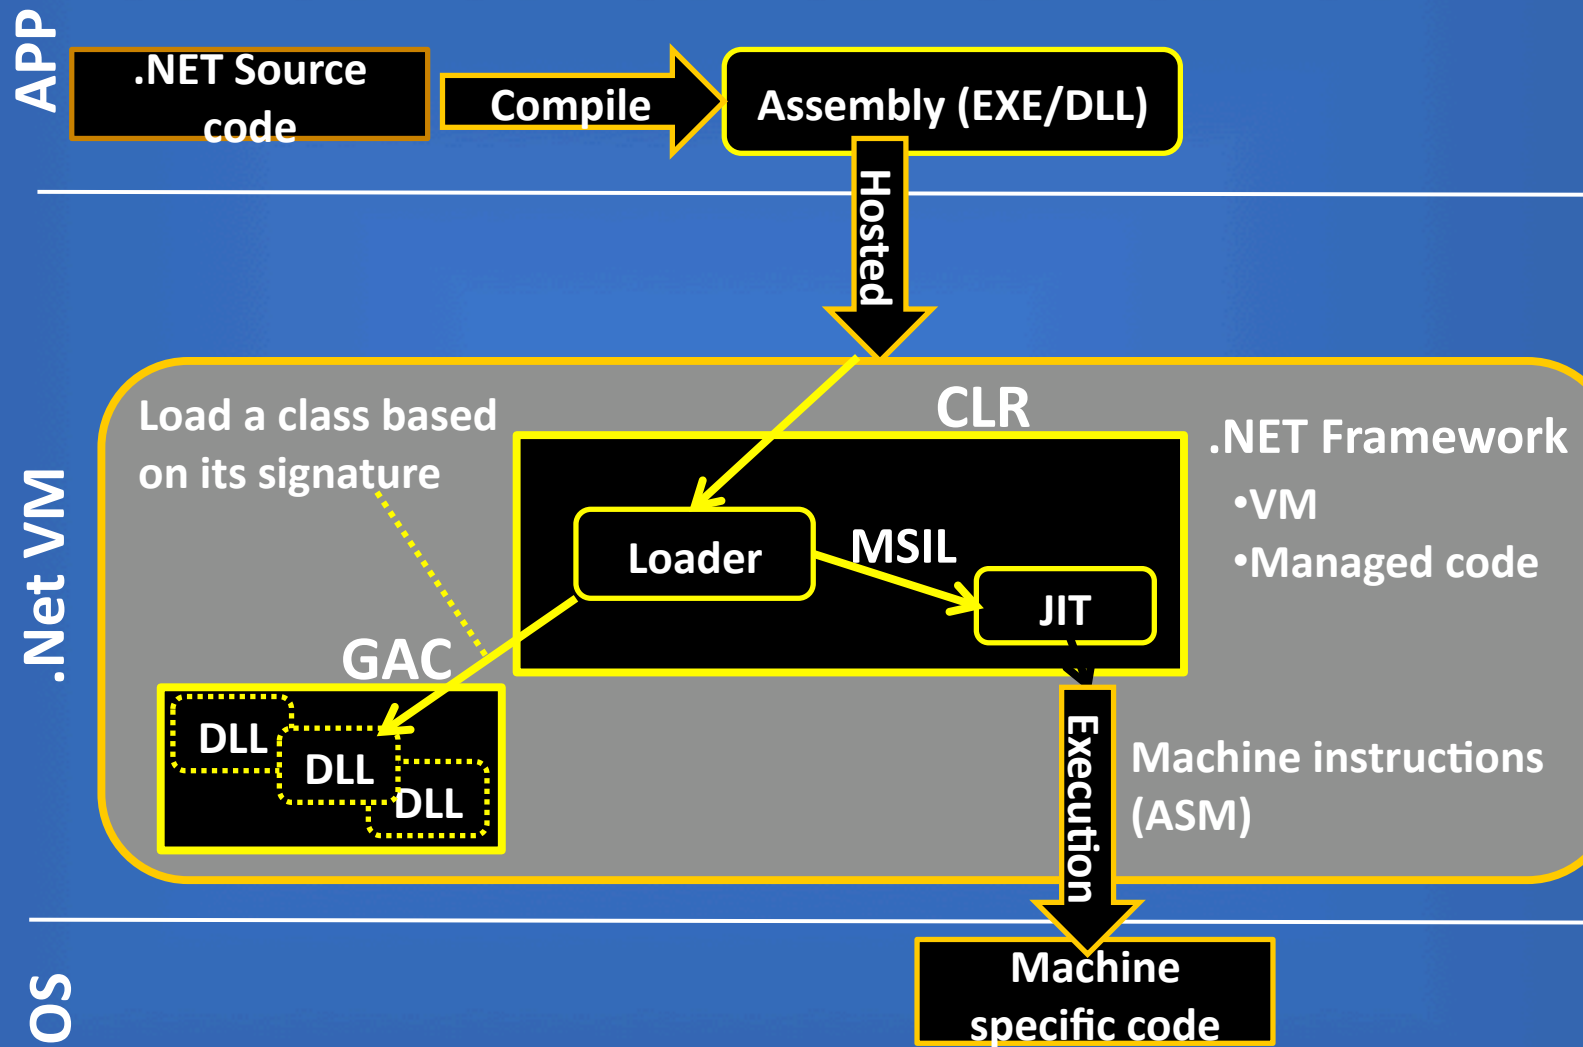 APP
.NET Source
code
Compile
Assembly (EXE/DLL)
Hosted
.Net VM
Load a class based
on its signature
CLR
.NET Framework
•VM
•Managed code
Loader
MSIL
JIT
GAC
DLL
DLL
DLL
Execution
Machine instructions
(ASM)
OS
Machine
specific code